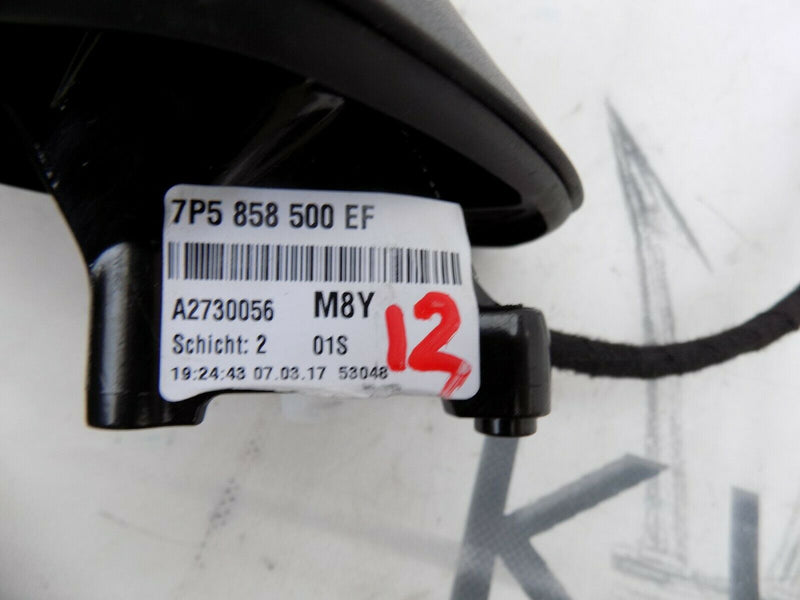 7P5 858 500 EF
A2730056 M8Y
12
Schicht: 2 01S
19:24:43 07.03.17 53048